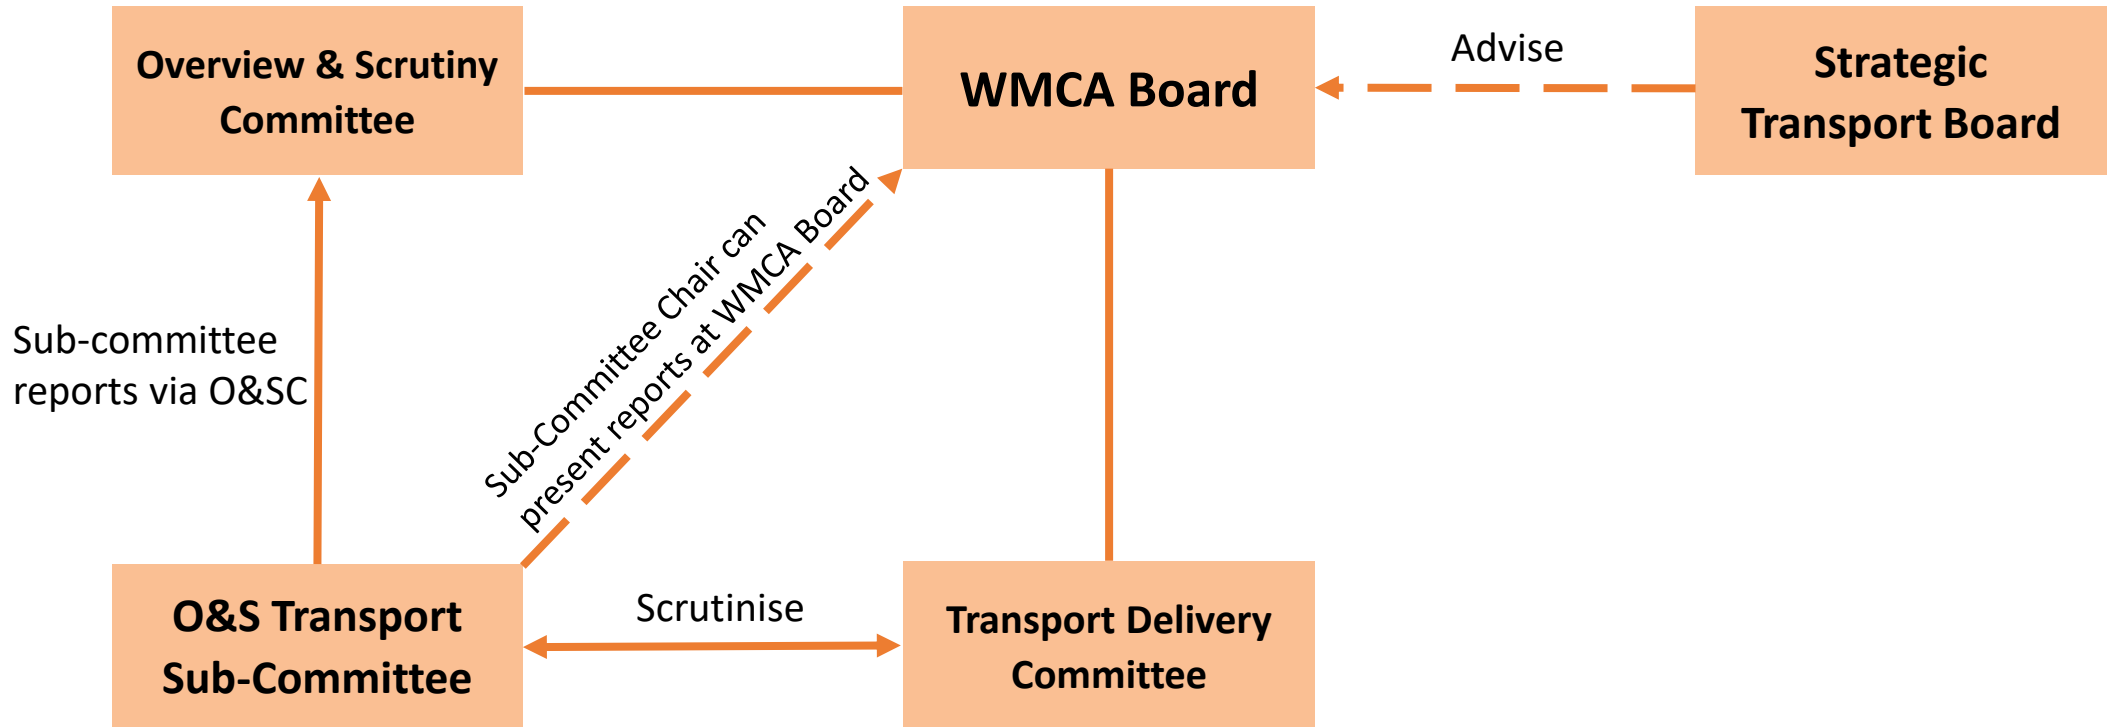 Overview & Scrutiny
Committee
WMCA Board
Advise
Strategic
Transport Board
Sub-committee
reports via O&SC
Sub-Committee Chair can
present reports at WMCA Board
O&S Transport
Sub-Committee
Scrutinise
Transport Delivery
Committee